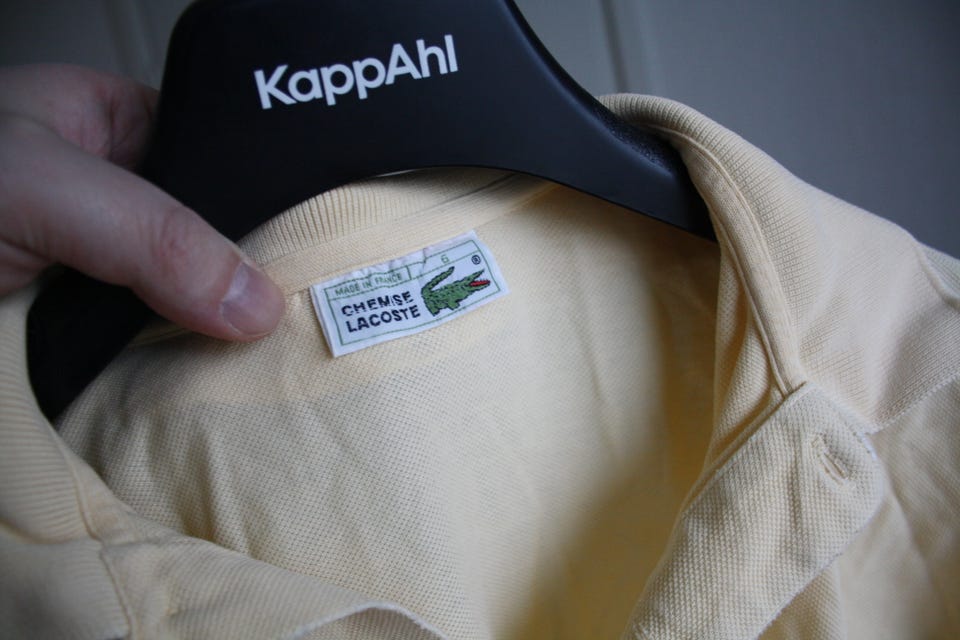 KappAhl
MADE IN FRANCE 6
CHEMISE
LACOSTE ®